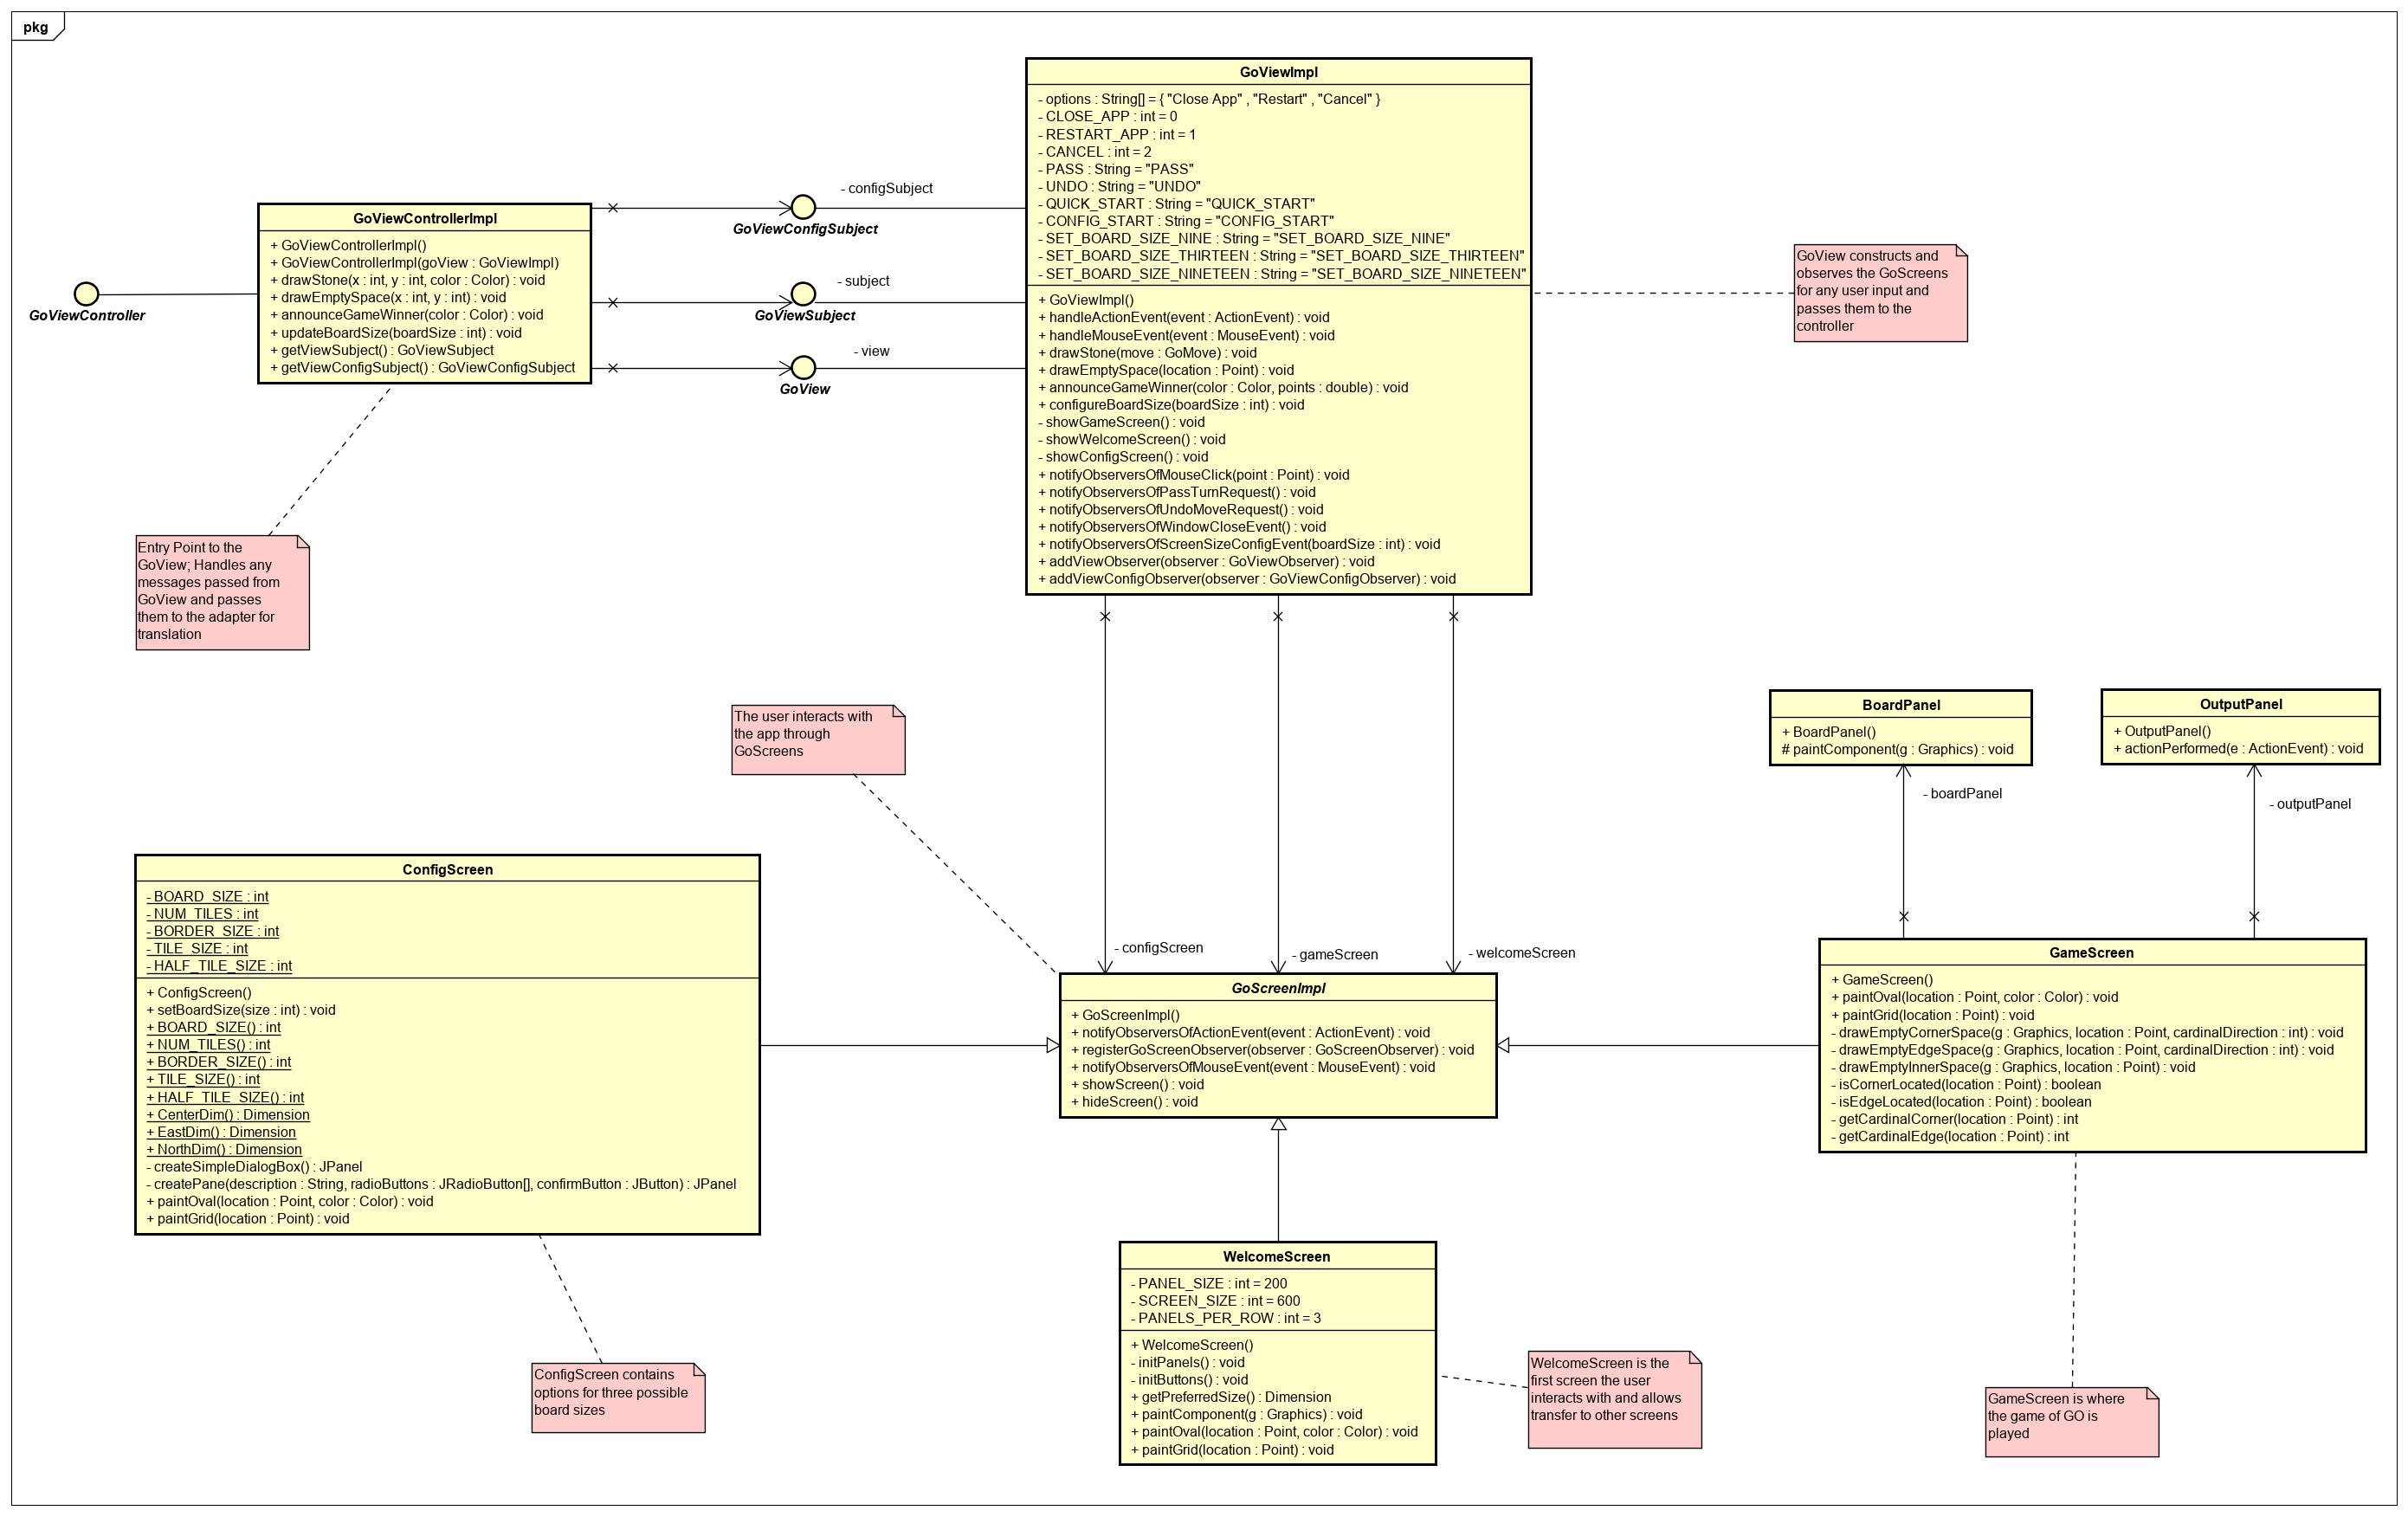 pkg
GoViewImpl
- options : String[] = { "Close App" , "Restart" , "Cancel" }
- CLOSE_APP : int = 0
- RESTART_APP : int = 1
- CANCEL : int = 2
- PASS : String = "PASS"
- UNDO : String = "UNDO"
- QUICK_START : String = "QUICK_START"
- CONFIG_START : String = "CONFIG_START"
- SET_BOARD_SIZE_NINE : String = "SET_BOARD_SIZE_NINE"
- SET_BOARD_SIZE_THIRTEEN : String = "SET_BOARD_SIZE_THIRTEEN"
- SET_BOARD_SIZE_NINETEEN : String = "SET_BOARD_SIZE_NINETEEN"
+ GoViewImpl()
+ handleActionEvent(event : ActionEvent) : void
+ handleMouseEvent(event : MouseEvent) : void
+ drawStone(move : GoMove) : void
+ drawEmptySpace(location : Point) : void
+ announceGameWinner(color : Color, points : double) : void
+ configureBoardSize(boardSize : int) : void
- showGameScreen() : void
- showWelcomeScreen() : void
- showConfigScreen() : void
+ notifyObserversOfMouseClick(point : Point) : void
+ notifyObserversOfPassTurnRequest() : void
+ notifyObserversOfUndoMoveRequest() : void
+ notifyObserversOfWindowCloseEvent() : void
+ notifyObserversOfScreenSizeConfigEvent(boardSize : int) : void
+ addViewObserver(observer : GoViewObserver) : void
+ addViewConfigObserver(observer : GoViewConfigObserver) : void
GoViewControllerImpl
+ GoViewControllerImpl()
+ GoViewControllerImpl(goView : GoViewImpl)
+ drawStone(x : int, y : int, color : Color) : void
+ drawEmptySpace(x : int, y : int) : void
+ announceGameWinner(color : Color) : void
+ updateBoardSize(boardSize : int) : void
+ getViewSubject() : GoViewSubject
+ getViewConfigSubject() : GoViewConfigSubject
GoViewController
- configSubject
GoViewConfigSubject
- subject
GoViewSubject
- view
GoView
GoView constructs and
observes the GoScreens
for any user input and
passes them to the
controller
Entry Point to the
GoView; Handles any
messages passed from
GoView and passes
them to the adapter for
translation
The user interacts with
the app through
GoScreens
BoardPanel
+ BoardPanel()
# paintComponent(g : Graphics) : void
OutputPanel
+ OutputPanel()
+ actionPerformed(e : ActionEvent) : void
- boardPanel
- outputPanel
ConfigScreen
- BOARD_SIZE : int
- NUM_TILES : int
- BORDER_SIZE : int
- TILE_SIZE : int
- HALF_TILE_SIZE : int
+ ConfigScreen()
+ setBoardSize(size : int) : void
+ BOARD_SIZE() : int
+ NUM_TILES() : int
+ BORDER_SIZE() : int
+ TILE_SIZE() : int
+ HALF_TILE_SIZE() : int
+ CenterDim() : Dimension
+ EastDim() : Dimension
+ NorthDim() : Dimension
- createSimpleDialogBox() : JPanel
- createPane(description : String, radioButtons : JRadioButton[], confirmButton : JButton) : JPanel
+ paintOval(location : Point, color : Color) : void
+ paintGrid(location : Point) : void
- configScreen
- gameScreen
- welcomeScreen
GoScreenImpl
+ GoScreenImpl()
+ notifyObserversOfActionEvent(event : ActionEvent) : void
+ registerGoScreenObserver(observer : GoScreenObserver) : void
+ notifyObserversOfMouseEvent(event : MouseEvent) : void
+ showScreen() : void
+ hideScreen() : void
GameScreen
+ GameScreen()
+ paintOval(location : Point, color : Color) : void
+ paintGrid(location : Point) : void
- drawEmptyCornerSpace(g : Graphics, location : Point, cardinalDirection : int) : void
- drawEmptyEdgeSpace(g : Graphics, location : Point, cardinalDirection : int) : void
- drawEmptyInnerSpace(g : Graphics, location : Point) : void
- isCornerLocated(location : Point) : boolean
- isEdgeLocated(location : Point) : boolean
- getCardinalCorner(location : Point) : int
- getCardinalEdge(location : Point) : int
WelcomeScreen
- PANEL_SIZE : int = 200
- SCREEN_SIZE : int = 600
- PANELS_PER_ROW : int = 3
+ WelcomeScreen()
- initPanels() : void
- initButtons() : void
+ getPreferredSize() : Dimension
+ paintComponent(g : Graphics) : void
+ paintOval(location : Point, color : Color) : void
+ paintGrid(location : Point) : void
ConfigScreen contains
options for three possible
board sizes
WelcomeScreen is the
first screen the user
interacts with and allows
transfer to other screens
GameScreen is where
the game of GO is
played